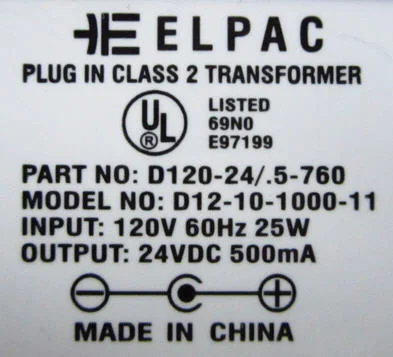 ELPAC
PLUG IN CLASS 2 TRANSFORMER
UL
®
LISTED
69N0
E97199
PART NO: D120-24/.5-760
MODEL NO: D12-10-1000-11
INPUT: 120V 60Hz 25W
OUTPUT: 24VDC 500mA
MADE IN CHINA